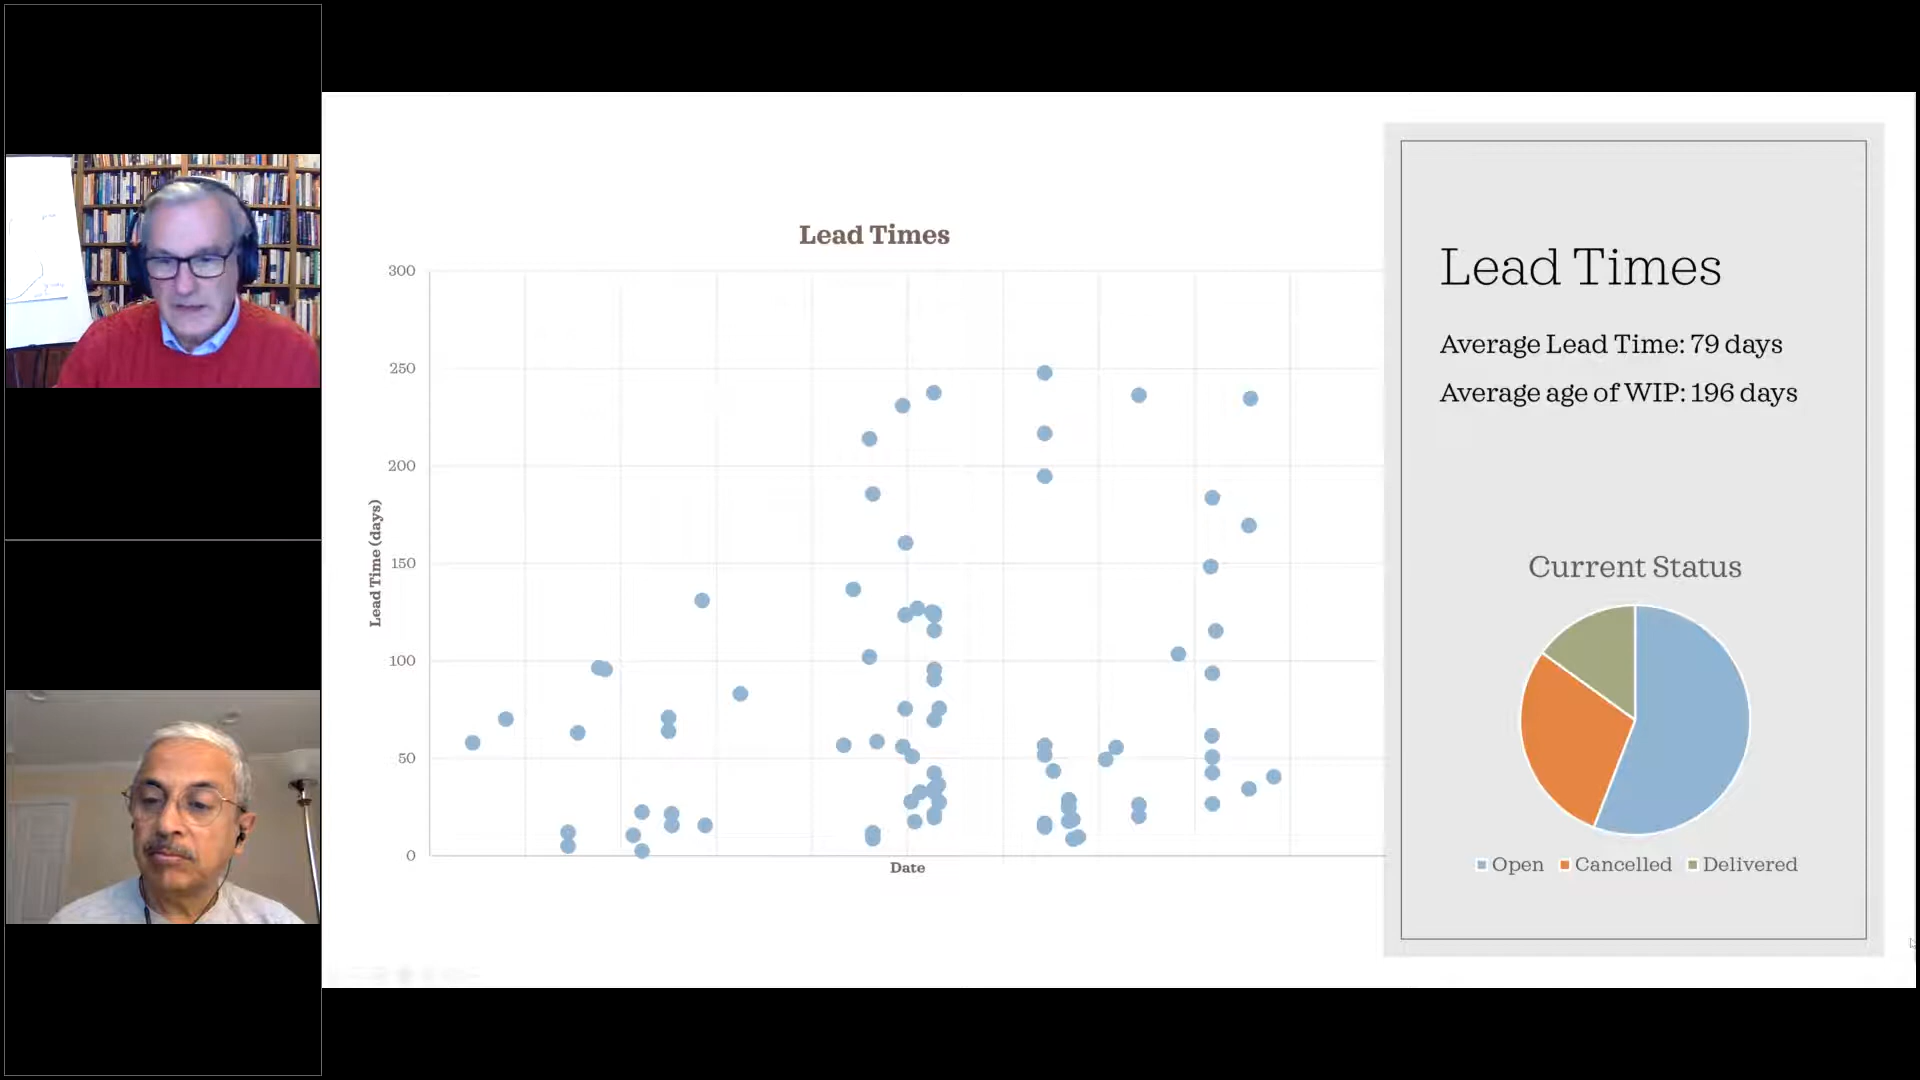 Lead Times
300
250
200
150
100
50
0
Lead Time (days)
Date
Lead Times
Average Lead Time: 79 days
Average age of WIP: 196 days
Current Status
Open Cancelled Delivered